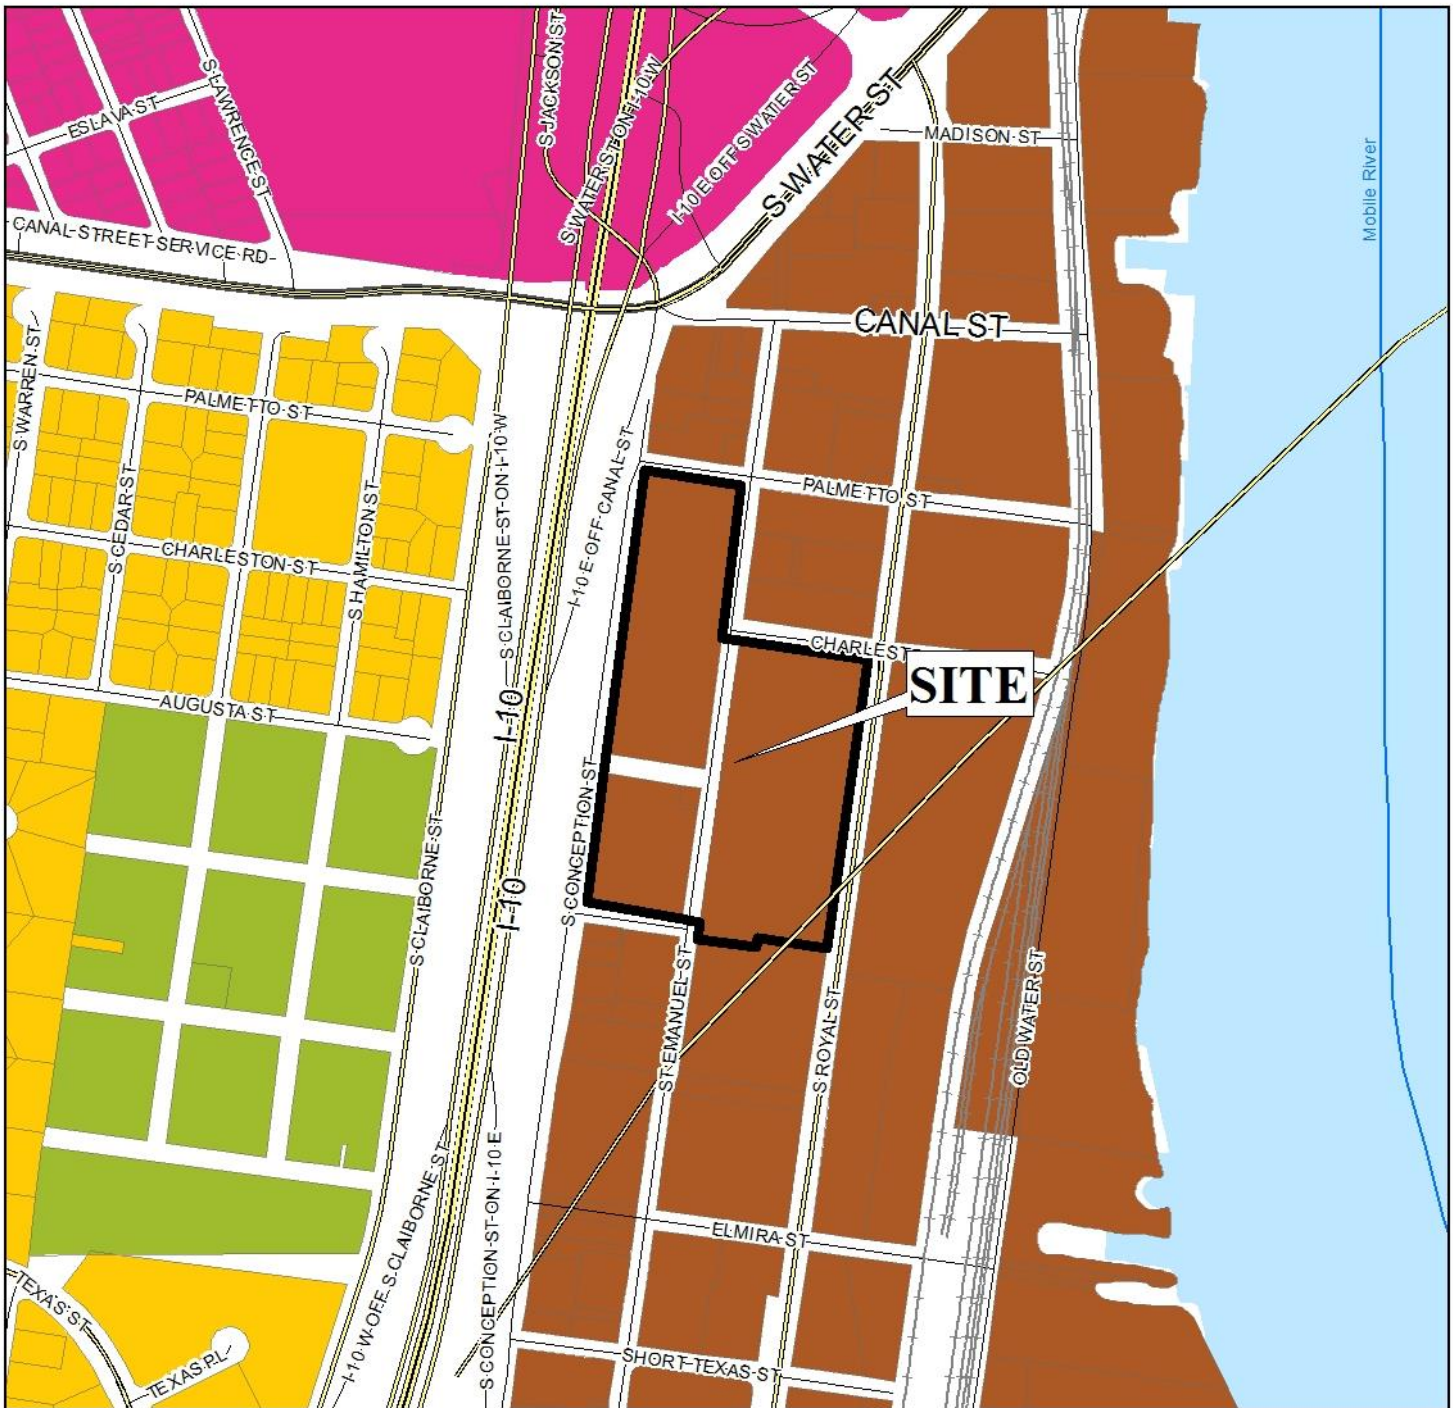 S JACKSON ST
S LAWRENCE ST
ESLAVA ST
S WATER ST ON I-10 W
I-10 E OFF S WATER ST
S WATER ST
MADISON ST
Mobile River
CANAL STREET SERVICE RD
CANAL ST
S WARREN ST
PALMETTO ST
S CLAIBORNE ST ON I-10 W
I-10 E OFF CANAL ST
PALMETTO ST
S CEDAR ST
S HAMILTON ST
CHARLESTON ST
CHARLEST
SITE
AUGUSTA ST
I-10
S CONCEPTION ST
S CLAIBORNE ST
I-10
ST EMANUEL ST
S ROYAL ST
OLD WATER ST
I-10 W OFF S CLAIBORNE ST
S CONCEPTION ST ON I-10 E
ELMIRA ST
TEXAS ST
TEXAS PL
SHORT TEXAS ST